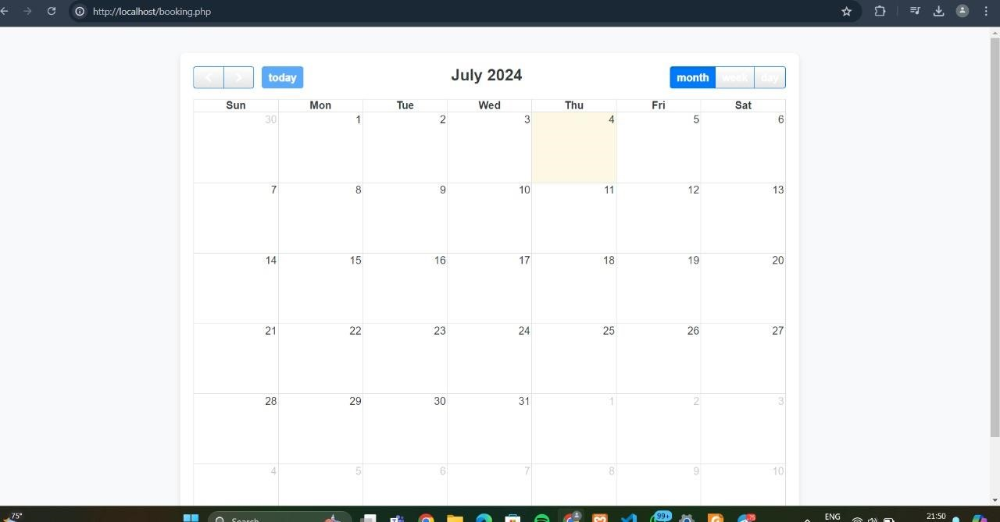 http://localhost/booking.php
today
July 2024
month week day
Sun Mon Tue Wed Thu Fri Sat
30 1 2 3 4 5 6
7 8 9 10 11 12 13
14 15 16 17 18 19 20
21 22 23 24 25 26 27
28 29 30 31 1 2 3
4 5 6 7 8 9 10
75°
Search
99+
ENG
21:50